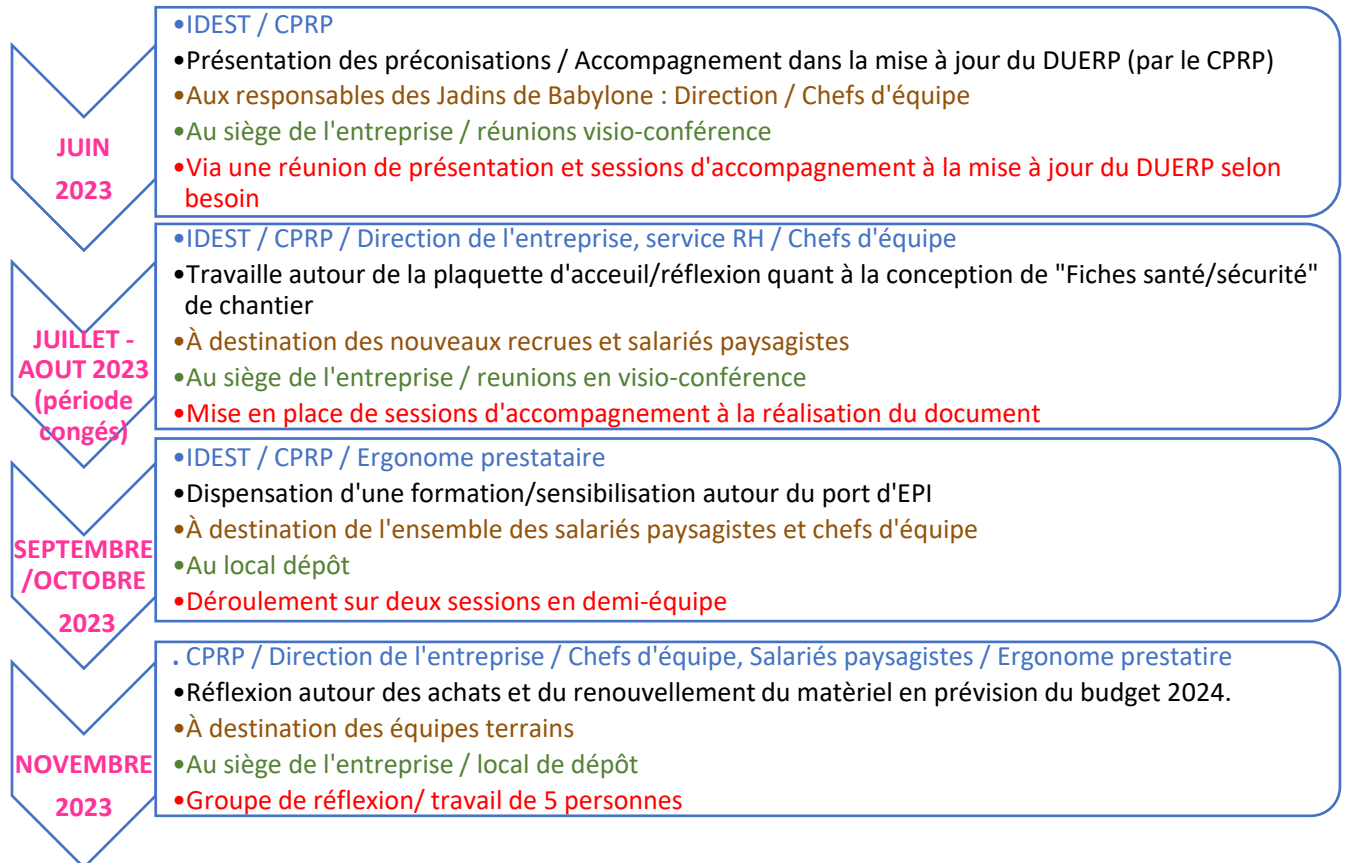 •IDEST / CPRP
•Présentation des préconisations / Accompagnement dans la mise à jour du DUERP (par le CPRP)
•Aux responsables des Jadins de Babylone : Direction / Chefs d'équipe
•Au siège de l'entreprise / réunions visio-conférence
•Via une réunion de présentation et sessions d'accompagnement à la mise à jour du DUERP selon
besoin
JUIN
2023
•IDEST / CPRP / Direction de l'entreprise, service RH / Chefs d'équipe
•Travaille autour de la plaquette d'acceuil/réflexion quant à la conception de "Fiches santé/sécurité"
de chantier
•À destination des nouveaux recrues et salariés paysagistes
•Au siège de l'entreprise / reunions en visio-conférence
•Mise en place de sessions d'accompagnement à la réalisation du document
JUILLET -
AOUT 2023
(période
congés)
•IDEST / CPRP / Ergonome prestataire
•Dispensation d'une formation/sensibilisation autour du port d'EPI
•À destination de l'ensemble des salariés paysagistes et chefs d'équipe
•Au local dépôt
•Déroulement sur deux sessions en demi-équipe
SEPTEMBRE
/OCTOBRE
2023
. CPRP / Direction de l'entreprise / Chefs d'équipe, Salariés paysagistes / Ergonome prestatire
•Réflexion autour des achats et du renouvellement du matèriel en prévision du budget 2024.
•À destination des équipes terrains
•Au siège de l'entreprise / local de dépôt
•Groupe de réflexion/ travail de 5 personnes
NOVEMBRE
2023